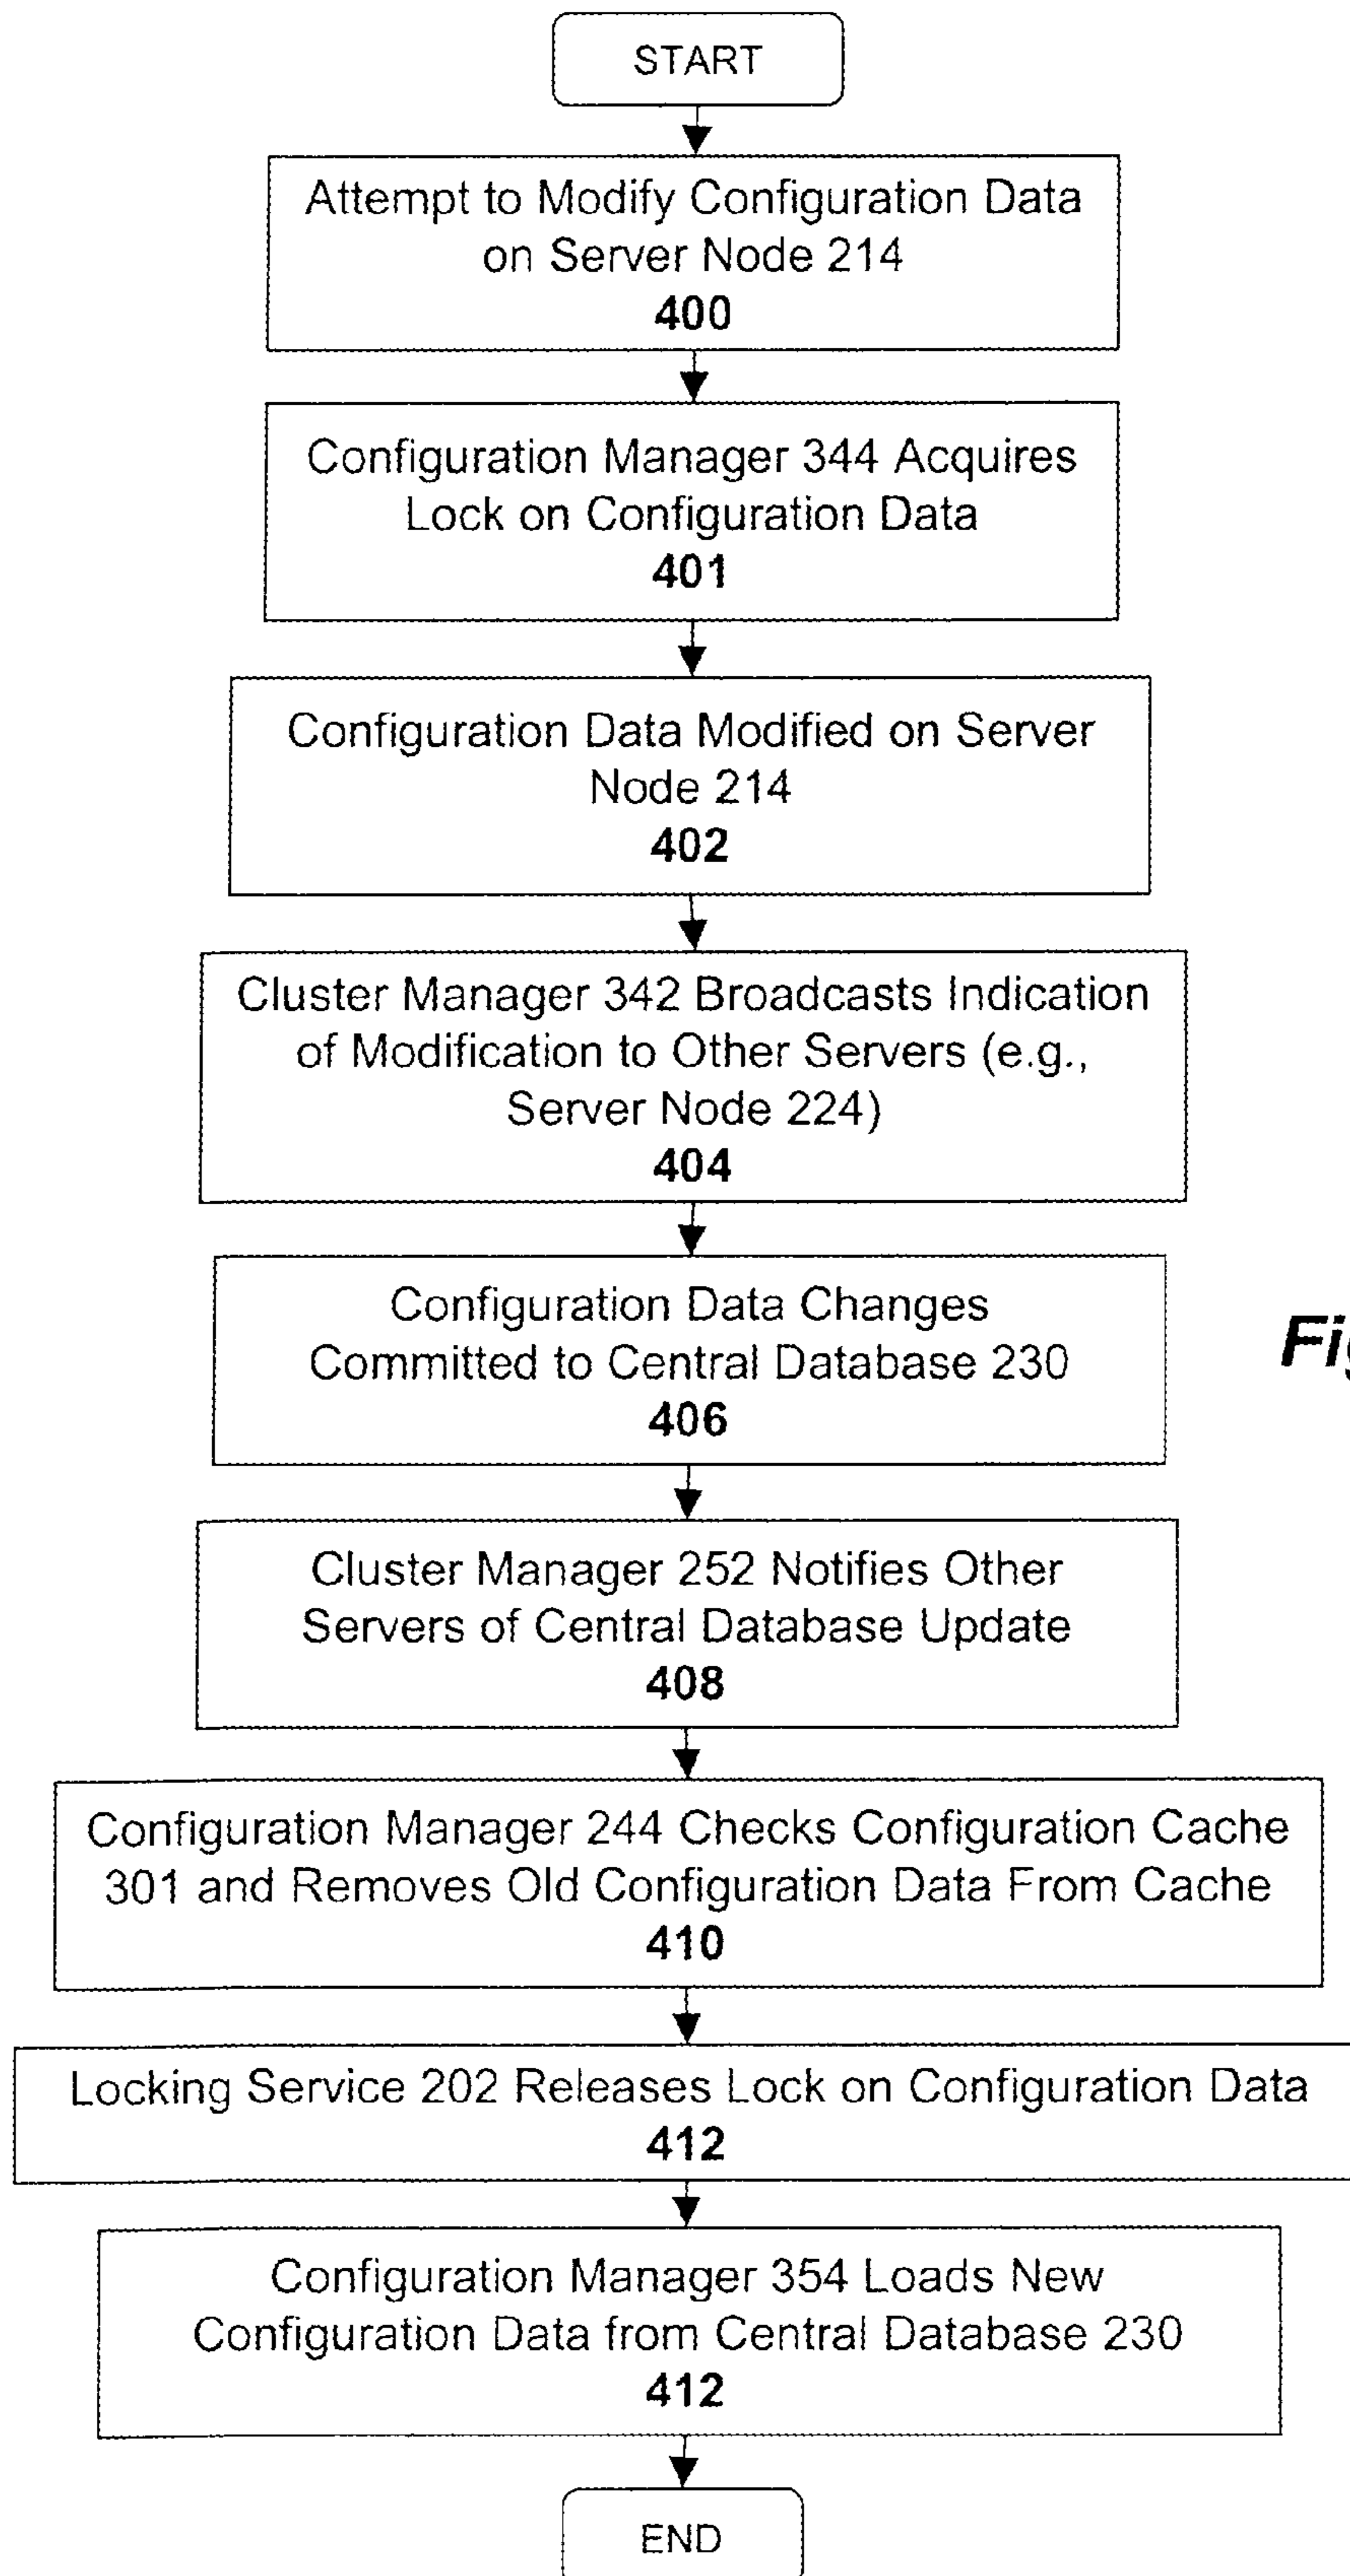 START
Attempt to Modify Configuration Data
on Server Node 214
400
Configuration Manager 344 Acquires
Lock on Configuration Data
401
Configuration Data Modified on Server
Node 214
402
Cluster Manager 342 Broadcasts Indication
of Modification to Other Servers (e.g.,
Server Node 224)
404
Configuration Data Changes
Committed to Central Database 230
406
Cluster Manager 252 Notifies Other
Servers of Central Database Update
408
Configuration Manager 244 Checks Configuration Cache
301 and Removes Old Configuration Data From Cache
410
Locking Service 202 Releases Lock on Configuration Data
412
Configuration Manager 354 Loads New
Configuration Data from Central Database 230
412
END